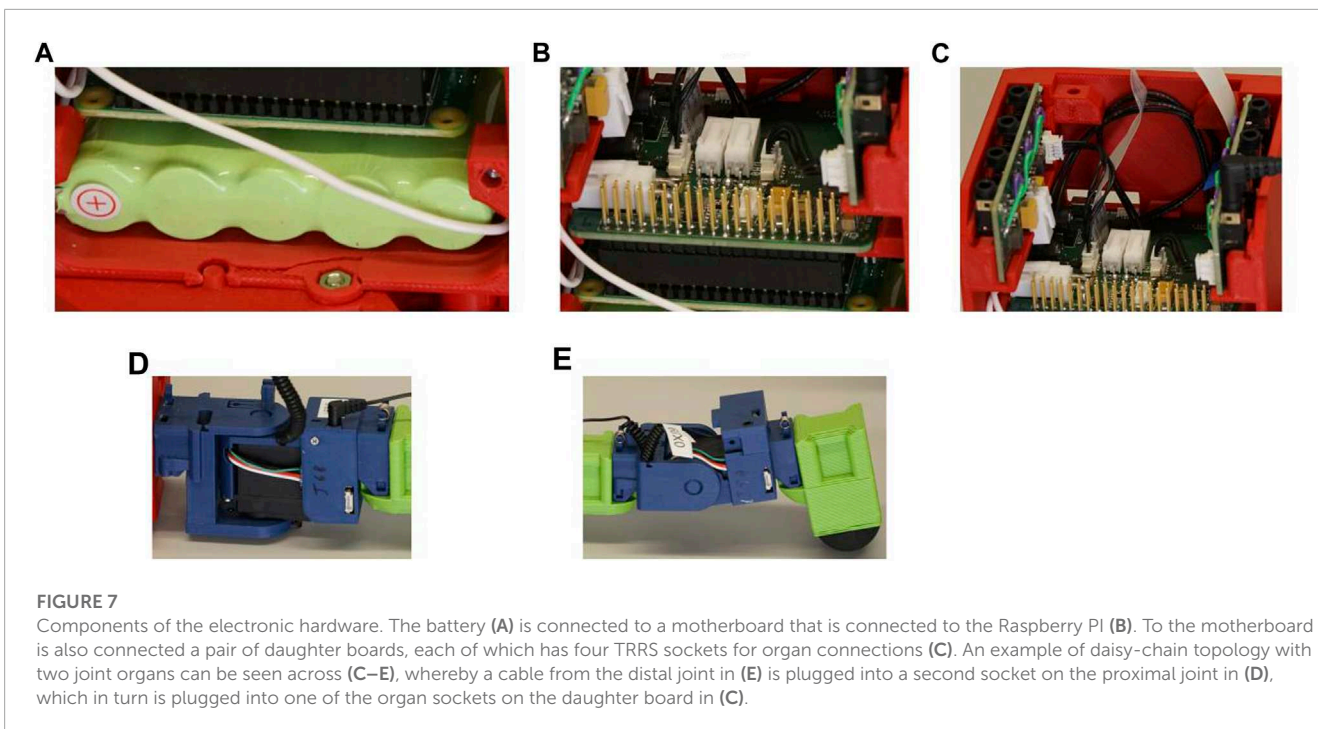 A
B
C
+
D
E
FIGURE 7
Components of the electronic hardware. The battery (A) is connected to a motherboard that is connected to the Raspberry PI (B). To the motherboard
is also connected a pair of daughter boards, each of which has four TRRS sockets for organ connections (C). An example of daisy-chain topology with
two joint organs can be seen across (C–E), whereby a cable from the distal joint in (E) is plugged into a second socket on the proximal joint in (D),
which in turn is plugged into one of the organ sockets on the daughter board in (C).